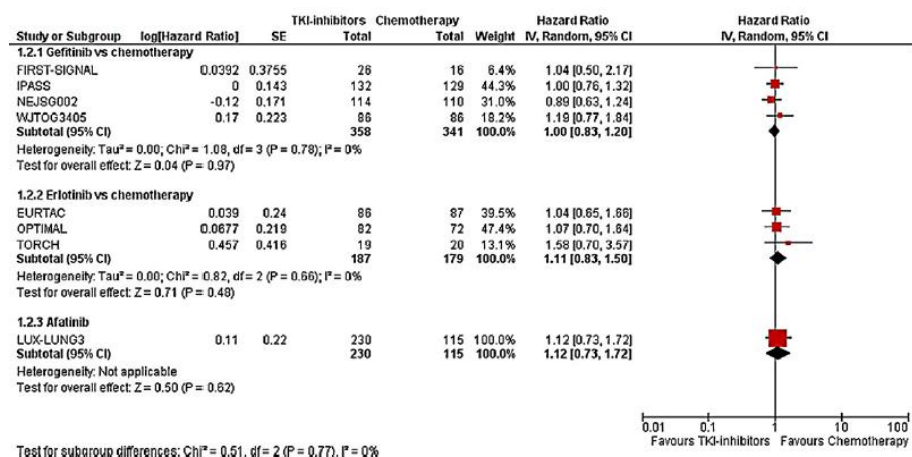 TKI-inhibitors Chemotherapy Hazard Ratio Hazard Ratio
Study or Subgroup log[Hazard Ratio] SE Total Total Weight IV, Random, 95% CI IV, Random, 95% CI
1.2.1 Gefitinib vs chemotherapy
FIRST-SIGNAL 0.0392 0.3755 26 16 6.4% 1.04 [0.50, 2.17]
IPASS 0 0.143 132 129 44.3% 1.00 [0.76, 1.32]
NEJSG002 -0.12 0.171 114 110 31.0% 0.89 [0.63, 1.24]
WJTOG3405 0.17 0.223 86 86 18.2% 1.19 [0.77, 1.84]
Subtotal (95% CI) 358 341 100.0% 1.00 [0.83, 1.20]
Heterogeneity: Tau² = 0.00; Chi² = 1.08, df = 3 (P = 0.78); I² = 0%
Test for overall effect: Z = 0.04 (P = 0.97)
1.2.2 Erlotinib vs chemotherapy
EURTAC 0.039 0.24 86 87 39.5% 1.04 [0.65, 1.66]
OPTIMAL 0.0677 0.219 82 72 47.4% 1.07 [0.70, 1.64]
TORCH 0.457 0.416 19 20 13.1% 1.58 [0.70, 3.57]
Subtotal (95% CI) 187 179 100.0% 1.11 [0.83, 1.50]
Heterogeneity: Tau² = 0.00; Chi² = 0.82, df = 2 (P = 0.66); I² = 0%
Test for overall effect: Z = 0.71 (P = 0.48)
1.2.3 Afatinib
LUX-LUNG3 0.11 0.22 230 115 100.0% 1.12 [0.73, 1.72]
Subtotal (95% CI) 230 115 100.0% 1.12 [0.73, 1.72]
Heterogeneity: Not applicable
Test for overall effect: Z = 0.50 (P = 0.62)
0.01 0.1 1 10 100
Favours TKI-inhibitors Favours Chemotherapy
Test for subgroup differences: Chi² = 0.51, df = 2 (P = 0.77), I² = 0%